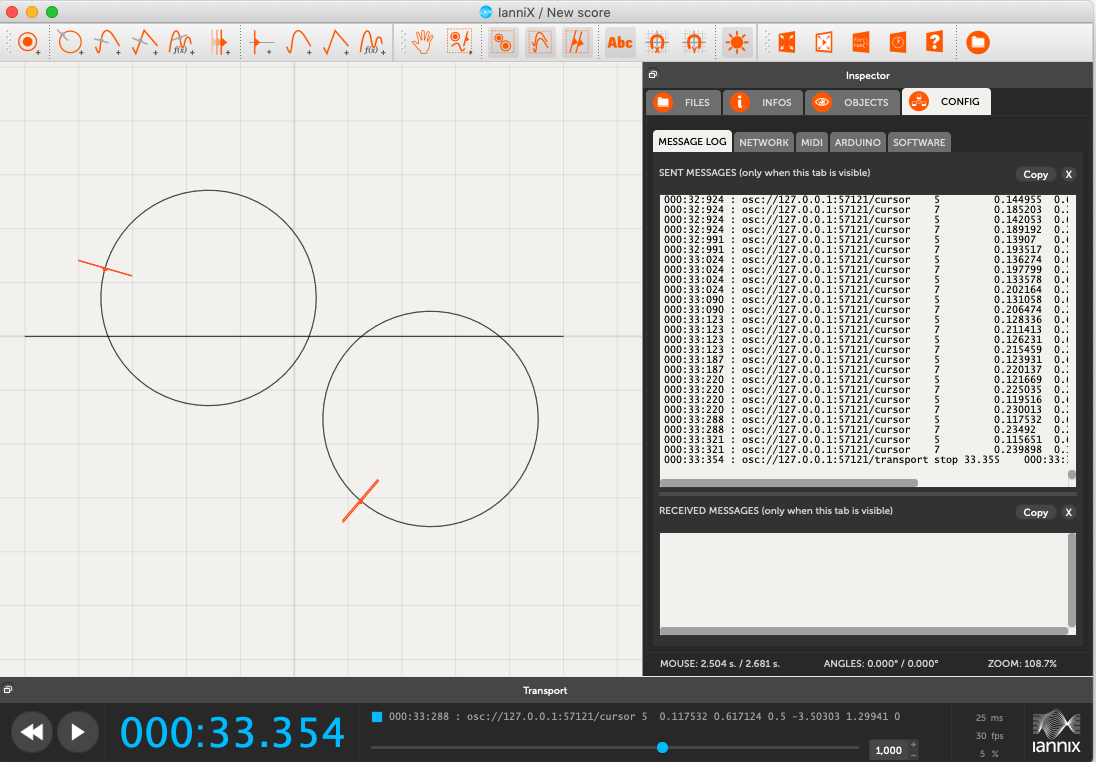 IanniX / New score
f(x)
f(x)
Abc
for(;;)
run("
?
Inspector
FILES
INFOS
OBJECTS
CONFIG
MESSAGE LOG
NETWORK
MIDI
ARDUINO
SOFTWARE
SENT MESSAGES (only when this tab is visible)
Copy
X
000:32:924 : osc://127.0.0.1:57121/cursor 5 0.144955
000:32:924 : osc://127.0.0.1:57121/cursor 7 0.185203
000:32:924 : osc://127.0.0.1:57121/cursor 5 0.142053
000:32:924 : osc://127.0.0.1:57121/cursor 7 0.189192
000:32:991 : osc://127.0.0.1:57121/cursor 5 0.13907
000:32:991 : osc://127.0.0.1:57121/cursor 7 0.193517
000:33:024 : osc://127.0.0.1:57121/cursor 5 0.136274
000:33:024 : osc://127.0.0.1:57121/cursor 7 0.197799
000:33:024 : osc://127.0.0.1:57121/cursor 5 0.133578
000:33:024 : osc://127.0.0.1:57121/cursor 7 0.202164
000:33:090 : osc://127.0.0.1:57121/cursor 5 0.131058
000:33:090 : osc://127.0.0.1:57121/cursor 7 0.206474
000:33:123 : osc://127.0.0.1:57121/cursor 5 0.128336
000:33:123 : osc://127.0.0.1:57121/cursor 7 0.211413
000:33:123 : osc://127.0.0.1:57121/cursor 5 0.126231
000:33:123 : osc://127.0.0.1:57121/cursor 7 0.215459
000:33:187 : osc://127.0.0.1:57121/cursor 5 0.123931
000:33:187 : osc://127.0.0.1:57121/cursor 7 0.220137
000:33:220 : osc://127.0.0.1:57121/cursor 5 0.121669
000:33:220 : osc://127.0.0.1:57121/cursor 7 0.225035
000:33:220 : osc://127.0.0.1:57121/cursor 5 0.119516
000:33:220 : osc://127.0.0.1:57121/cursor 7 0.230013
000:33:288 : osc://127.0.0.1:57121/cursor 5 0.117532
000:33:288 : osc://127.0.0.1:57121/cursor 7 0.23492
000:33:321 : osc://127.0.0.1:57121/cursor 5 0.115651
000:33:321 : osc://127.0.0.1:57121/cursor 7 0.239898
000:33:354 : osc://127.0.0.1:57121/transport stop 33.355 000:33:
RECEIVED MESSAGES (only when this tab is visible)
Copy
X
MOUSE: 2.504 s. / 2.681 s.
ANGLES: 0.000° / 0.000°
ZOOM: 108.7%
Transport
000:33.354
000:33:288 : osc://127.0.0.1:57121/cursor 5 0.117532 0.617124 0.5 -3.50303 1.29941 0
1,000
25 ms
30 fps
5 %
IANNIX